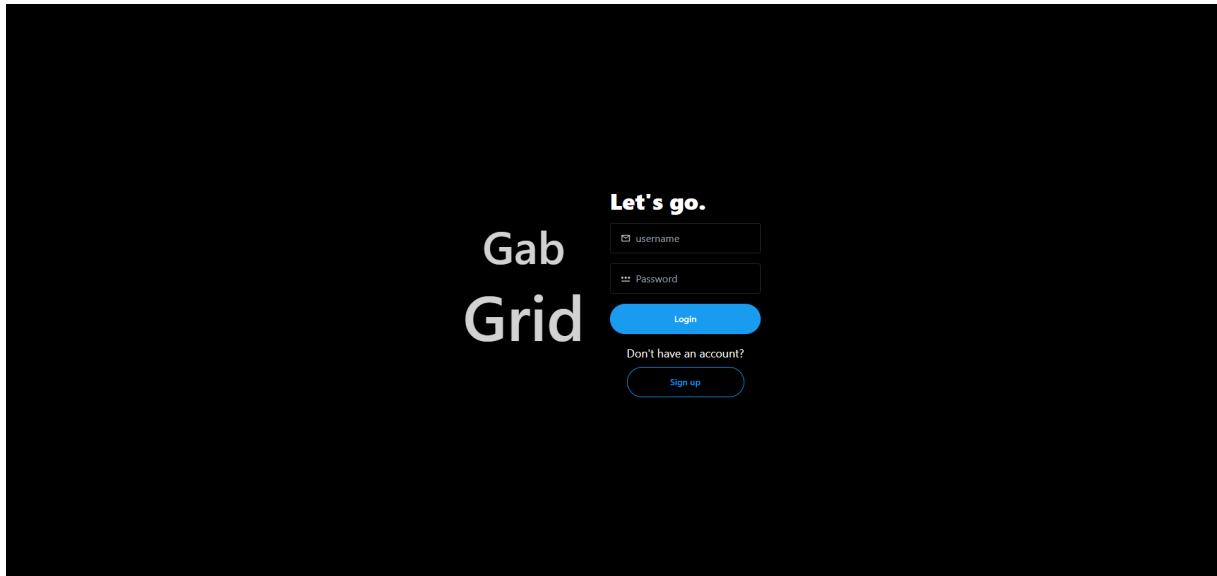 Gab
Grid
Let's go.
username
Password
Login
Don't have an account?
Sign up